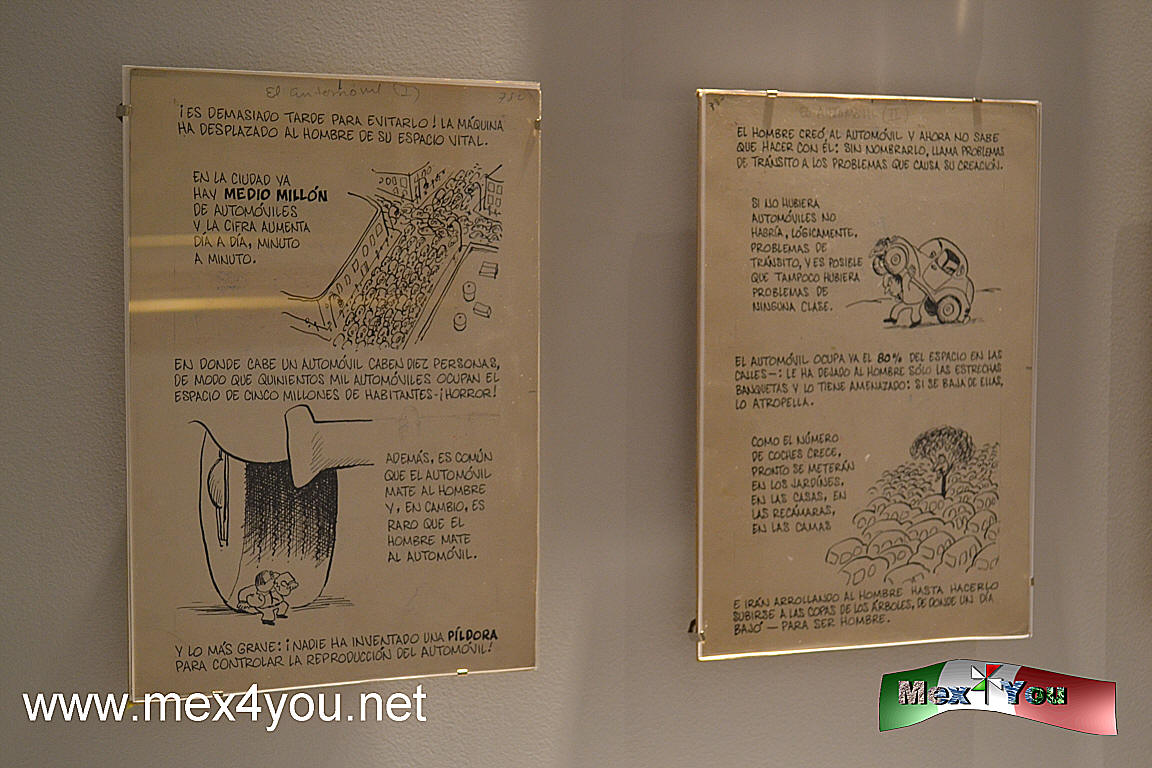 El automóvil (I)
¡ES DEMASIADO TARDE PARA EVITARLO! LA MÁQUINA
HA DESPLAZADO AL HOMBRE DE SU ESPACIO VITAL.
EN LA CIUDAD YA
HAY MEDIO MILLÓN
DE AUTOMÓVILES
Y LA CIFRA AUMENTA
DÍA A DÍA, MINUTO
A MINUTO.
EN DONDE CABE UN AUTOMÓVIL CABEN DIEZ PERSONAS,
DE MODO QUE QUINIENTOS MIL AUTOMÓVILES OCUPAN EL
ESPACIO DE CINCO MILLONES DE HABITANTES-¡HORROR!
ADEMÁS, ES COMÚN
QUE EL AUTOMÓVIL
MATE AL HOMBRE
Y, EN CAMBIO, ES
RARO QUE EL
HOMBRE MATE
AL AUTOMÓVIL.
Y LO MÁS GRAVE: ¡NADIE HA INVENTADO UNA PÍLDORA
PARA CONTROLAR LA REPRODUCCIÓN DEL AUTOMÓVIL!
EL AUTOMÓVIL (II)
EL HOMBRE CREÓ AL AUTOMÓVIL Y AHORA NO SABE
QUE HACER CON ÉL: SIN NOMBRARLO, LLAMA PROBLEMAS
DE TRÁNSITO A LOS PROBLEMAS QUE CAUSA SU CREACIÓN.
SI NO HUBIERA
AUTOMÓVILES NO
HABRÍA, LÓGICAMENTE,
PROBLEMAS DE
TRÁNSITO, Y ES POSIBLE
QUE TAMPOCO HUBIERA
PROBLEMAS DE
NINGUNA CLASE.
EL AUTOMÓVIL OCUPA YA EL 80% DEL ESPACIO EN LAS
CALLES—: LE HA DEJADO AL HOMBRE SÓLO LAS ESTRECHAS
BANQUETAS Y LO TIENE AMENAZADO: SI SE BAJA DE ELLAS,
LO ATROPELLA.
COMO EL NÚMERO
DE COCHES CRECE,
PRONTO SE METERÁN
EN LOS JARDÍNES,
EN LAS CASAS, EN
LAS RECÁMARAS,
EN LAS CAMAS
E IRÁN ARROLLANDO AL HOMBRE HASTA HACERLO
SUBIRSE A LAS COPAS DE LOS ÁRBOLES, DE DONDE UN DÍA
BAJÓ — PARA SER HOMBRE.
www.mex4you.net
Mex4You